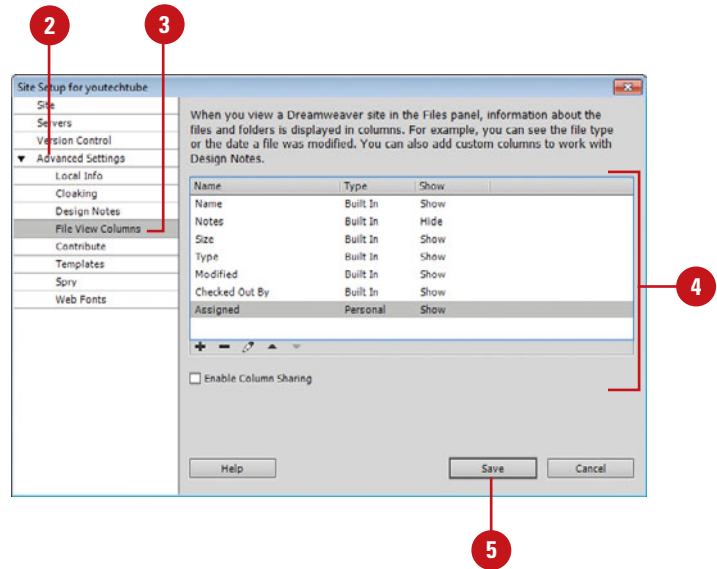 2
3
Site Setup for youtechtube
Site
Servers
Version Control
Advanced Settings
Local Info
Cloaking
Design Notes
File View Columns
Contribute
Templates
Spry
Web Fonts
When you view a Dreamweaver site in the Files panel, information about the
files and folders is displayed in columns. For example, you can see the file type
or the date a file was modified. You can also add custom columns to work with
Design Notes.
Name Type Show
Name Built In Show
Notes Built In Hide
Size Built In Show
Type Built In Show
Modified Built In Show
Checked Out By Built In Show
Assigned Personal Show
Enable Column Sharing
4
Help Save Cancel
5